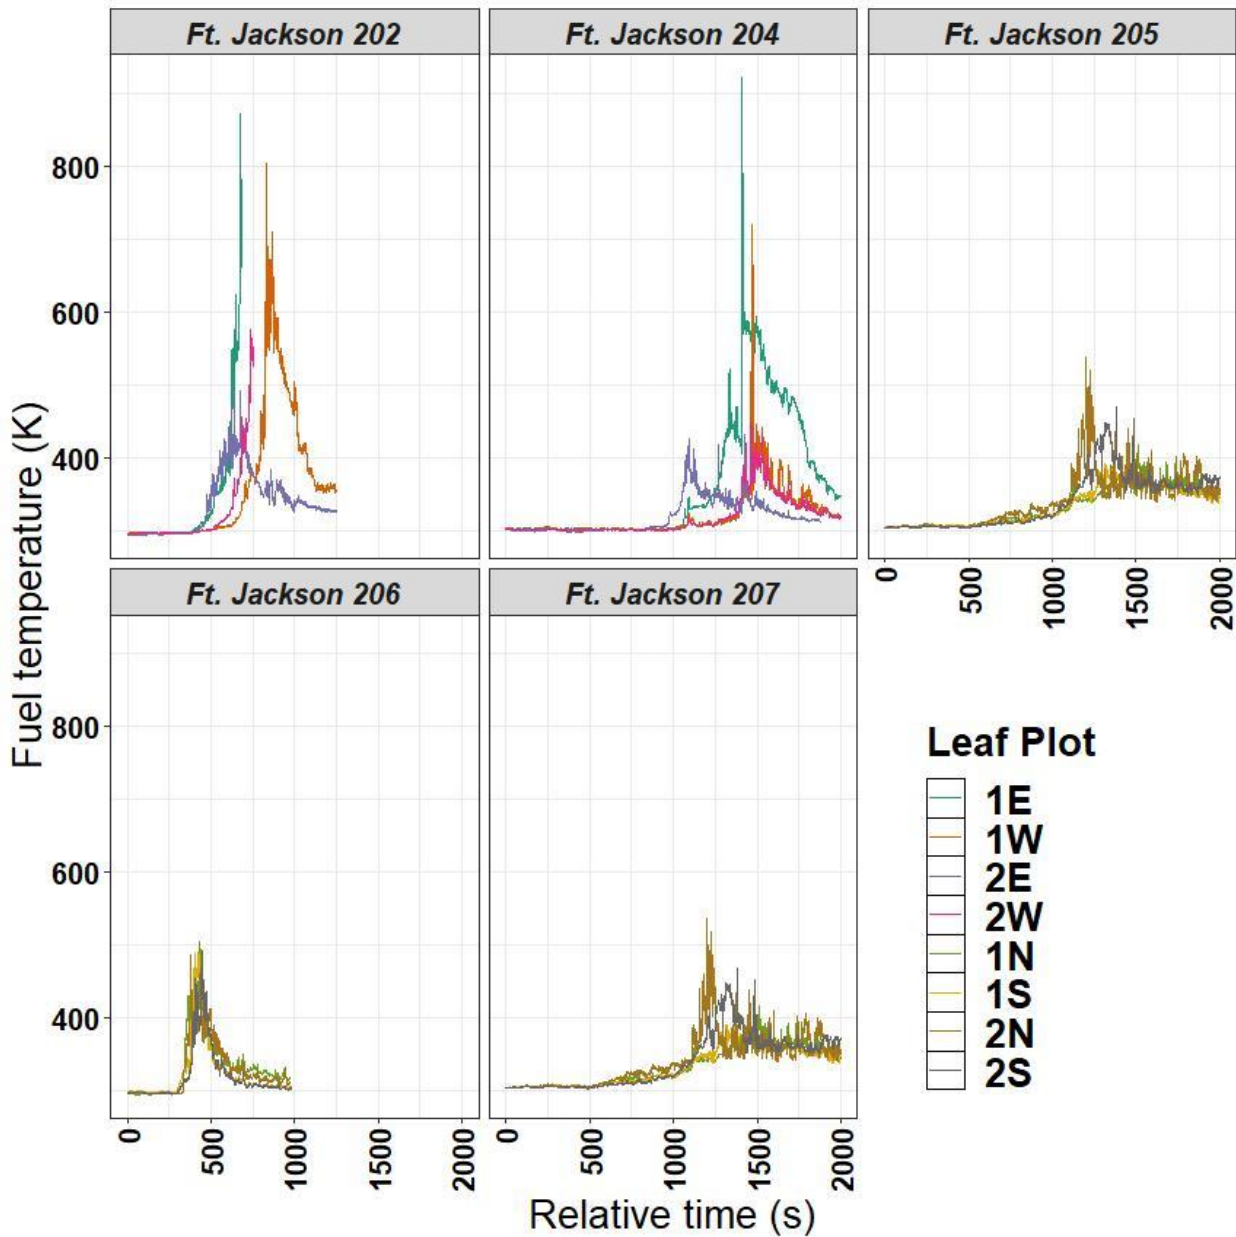 Ft. Jackson 202
Ft. Jackson 204
Ft. Jackson 205
800
600
400
0
500
1000
1500
2000
Ft. Jackson 206
Ft. Jackson 207
Fuel temperature (K)
800
600
400
0
500
1000
1500
2000
0
500
1000
1500
2000
Relative time (s)
Leaf Plot
1E
1W
2E
2W
1N
1S
2N
2S